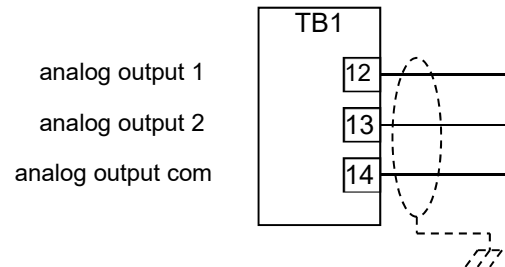 TB1
analog output 1 12
analog output 2 13
analog output com 14